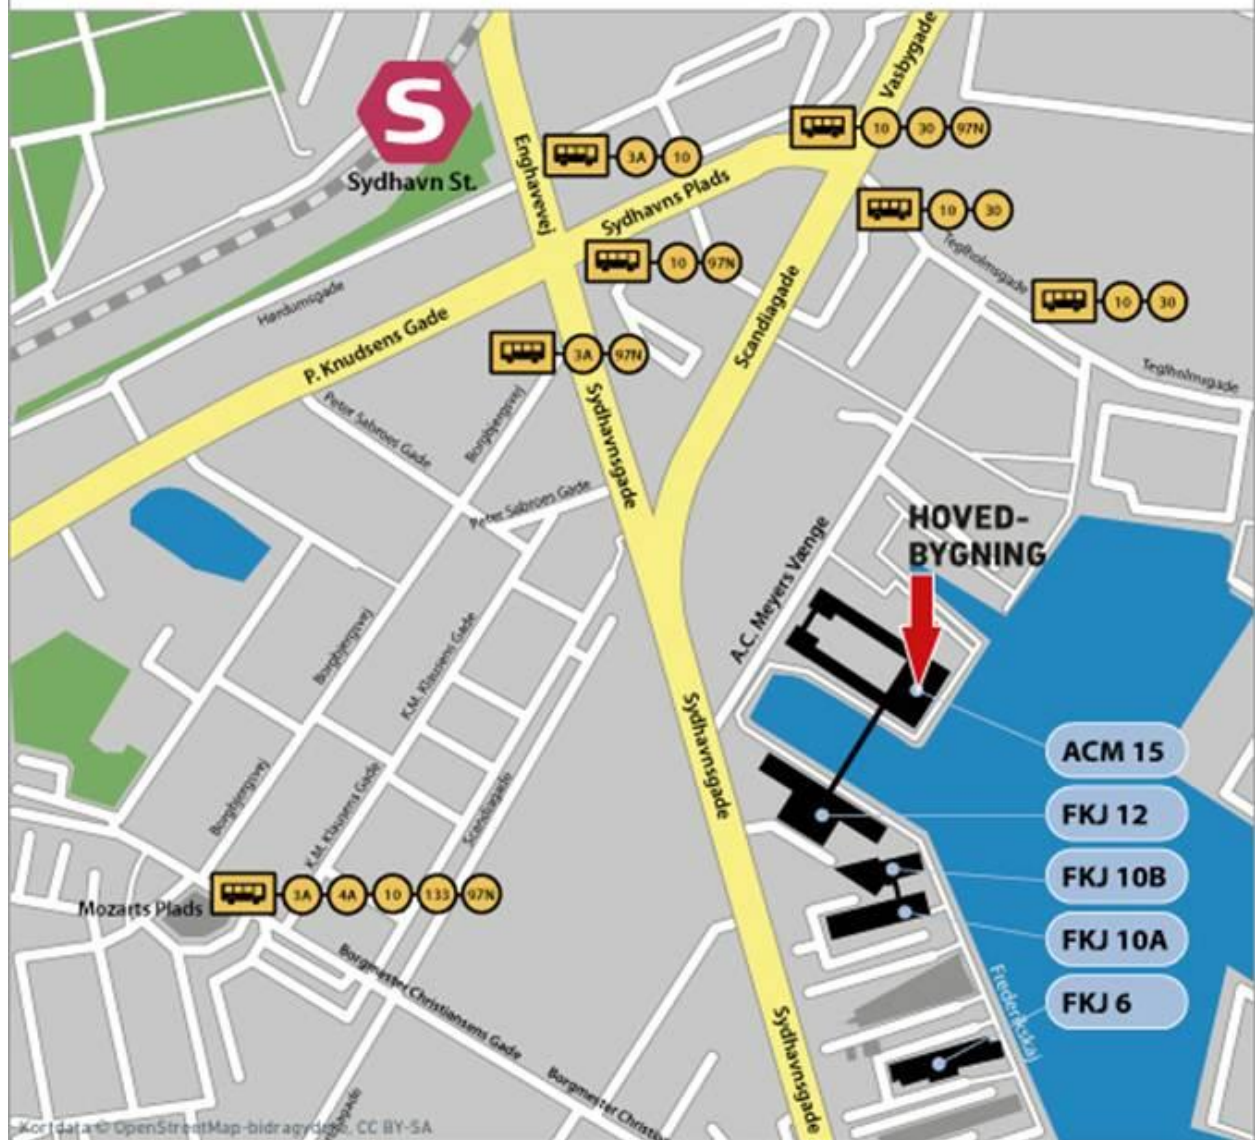 Vasbygade
S
Sydhavn St.
Enghavevej
3A 10
10 30 97N
Sydhavns Plads
10 30
Teglholmsgade
10 97N
10 30
Hørdumsgade
P. Knudsens Gade
Scandiagade
3A 97N
Teglholmsgade
Peter Sabroes Gade
Borgbjergsvej
Sydhavnsgade
Peter Sabroes Gade
HOVED-
BYGNING
A.C. Meyers Vænge
Borgbjergsvej
K.M. Klausens Gade
Sydhavnsgade
ACM 15
Borgbjergsvej
K.M. Klausens Gade
Scandiagade
FKJ 12
FKJ 10B
Mozarts Plads
3A 4A 10 133 97N
FKJ 10A
Borgmester Christiansens Gade
Frederikskaj
FKJ 6
Sydhavnsgade
Borgmester Christi
Kortdata © OpenStreetMap-bidragydere, CC BY-SA